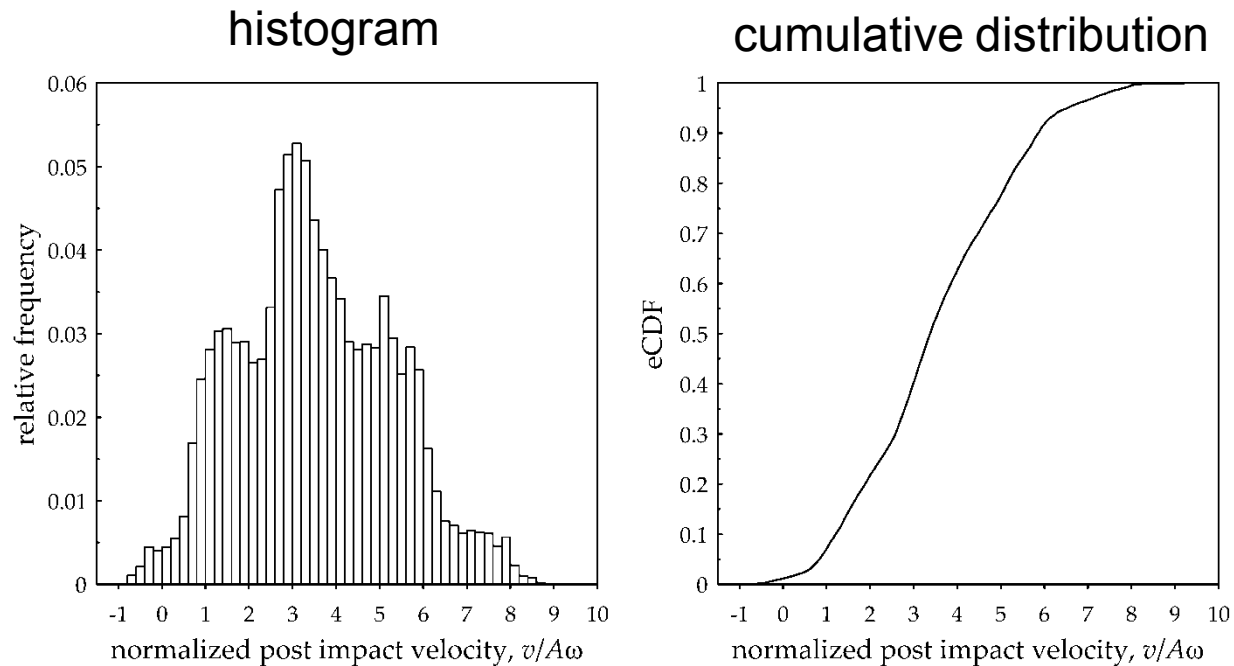 histogram
relative frequency
0.06
0.05
0.04
0.03
0.02
0.01
0
-1 0 1 2 3 4 5 6 7 8 9 10
normalized post impact velocity, v/Aω
cumulative distribution
eCDF
1
0.9
0.8
0.7
0.6
0.5
0.4
0.3
0.2
0.1
0
-1 0 1 2 3 4 5 6 7 8 9 10
normalized post impact velocity, v/Aω